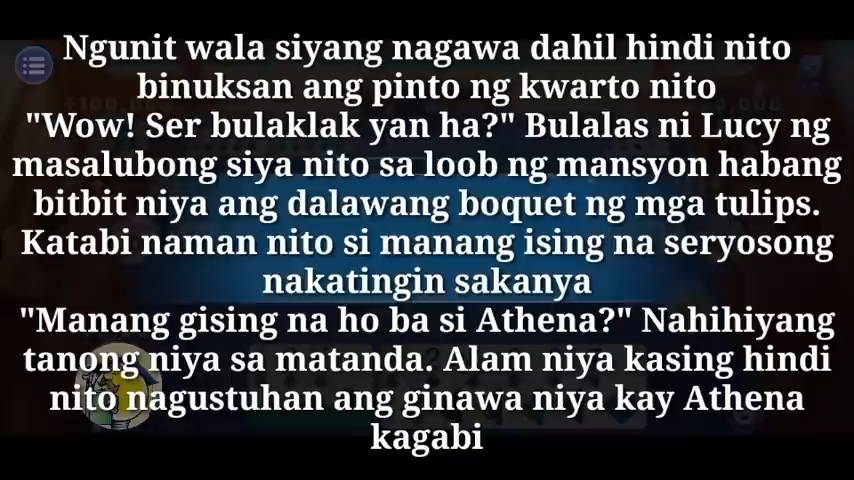 Ngunit wala siyang nagawa dahil hindi nito
binuksan ang pinto ng kwarto nito
"Wow! Ser bulaklak yan ha?" Bulalas ni Lucy ng
masalubong siya nito sa loob ng mansyon habang
bitbit niya ang dalawang boquet ng mga tulips.
Katabi naman nito si manang ising na seryosong
nakatingin sakanya
"Manang gising na ho ba si Athena?" Nahihiyang
tanong niya sa matanda. Alam niya kasing hindi
nito nagustuhan ang ginawa niya kay Athena
kagabi